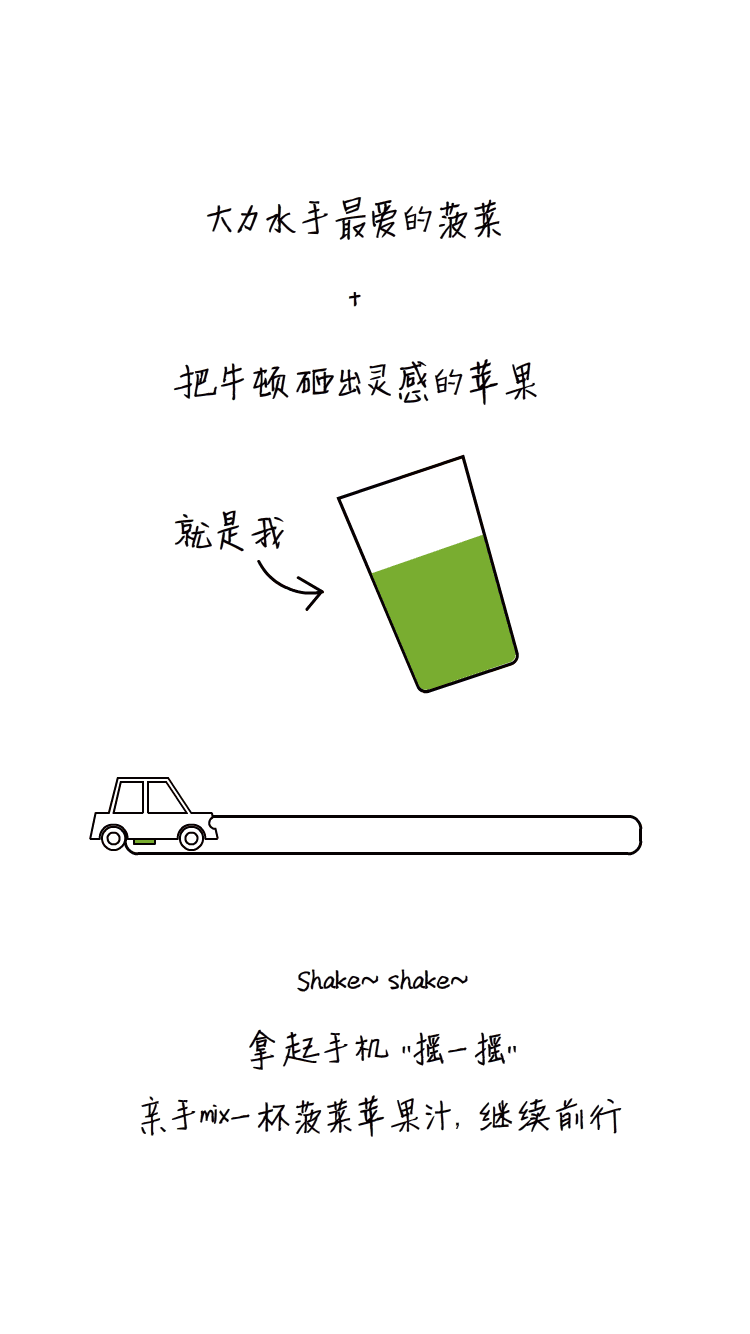 大力水手最爱的菠菜
+
把牛顿砸出灵感的苹果
就是我
Shake~ shake~
拿起手机 "摇一摇"
亲手mix一杯菠菜苹果汁, 继续前行